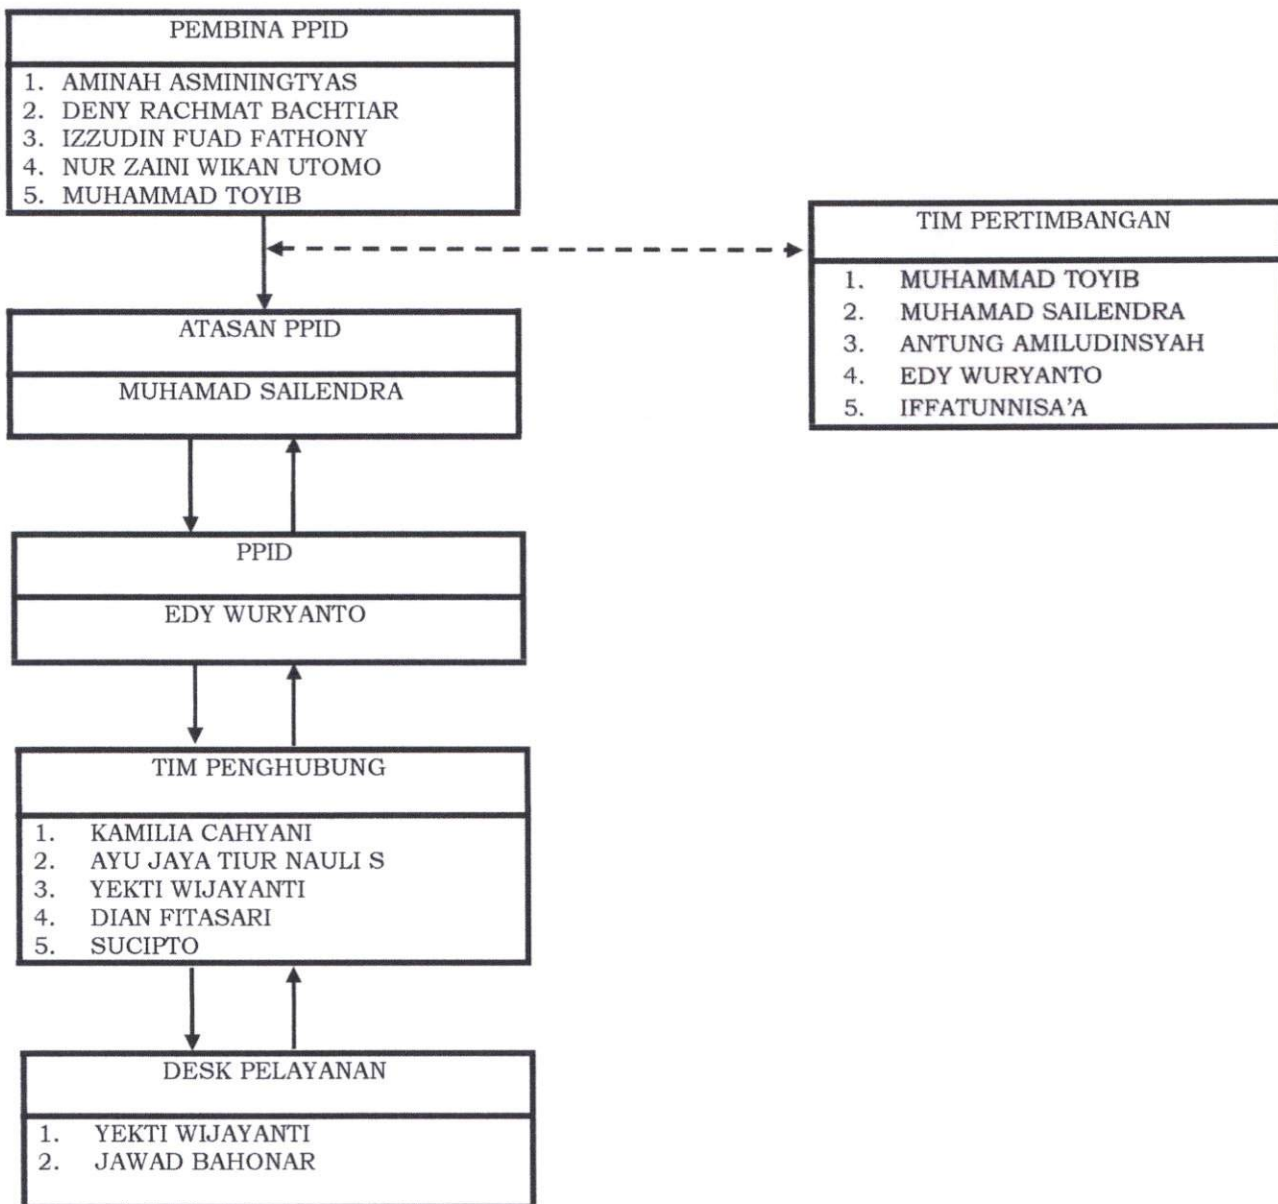 PEMBINA PPID
1. AMINAH ASMININGTYAS
2. DENY RACHMAT BACHTIAR
3. IZZUDIN FUAD FATHONY
4. NUR ZAINI WIKAN UTOMO
5. MUHAMMAD TOYIB
TIM PERTIMBANGAN
1. MUHAMMAD TOYIB
2. MUHAMAD SAILENDRA
3. ANTUNG AMILUDINSYAH
4. EDY WURYANTO
5. IFFATUNNISA'A
ATASAN PPID
MUHAMAD SAILENDRA
PPID
EDY WURYANTO
TIM PENGHUBUNG
1. KAMILIA CAHYANI
2. AYU JAYA TIUR NAULI S
3. YEKTI WIJAYANTI
4. DIAN FITASARI
5. SUCIPTO
DESK PELAYANAN
1. YEKTI WIJAYANTI
2. JAWAD BAHONAR